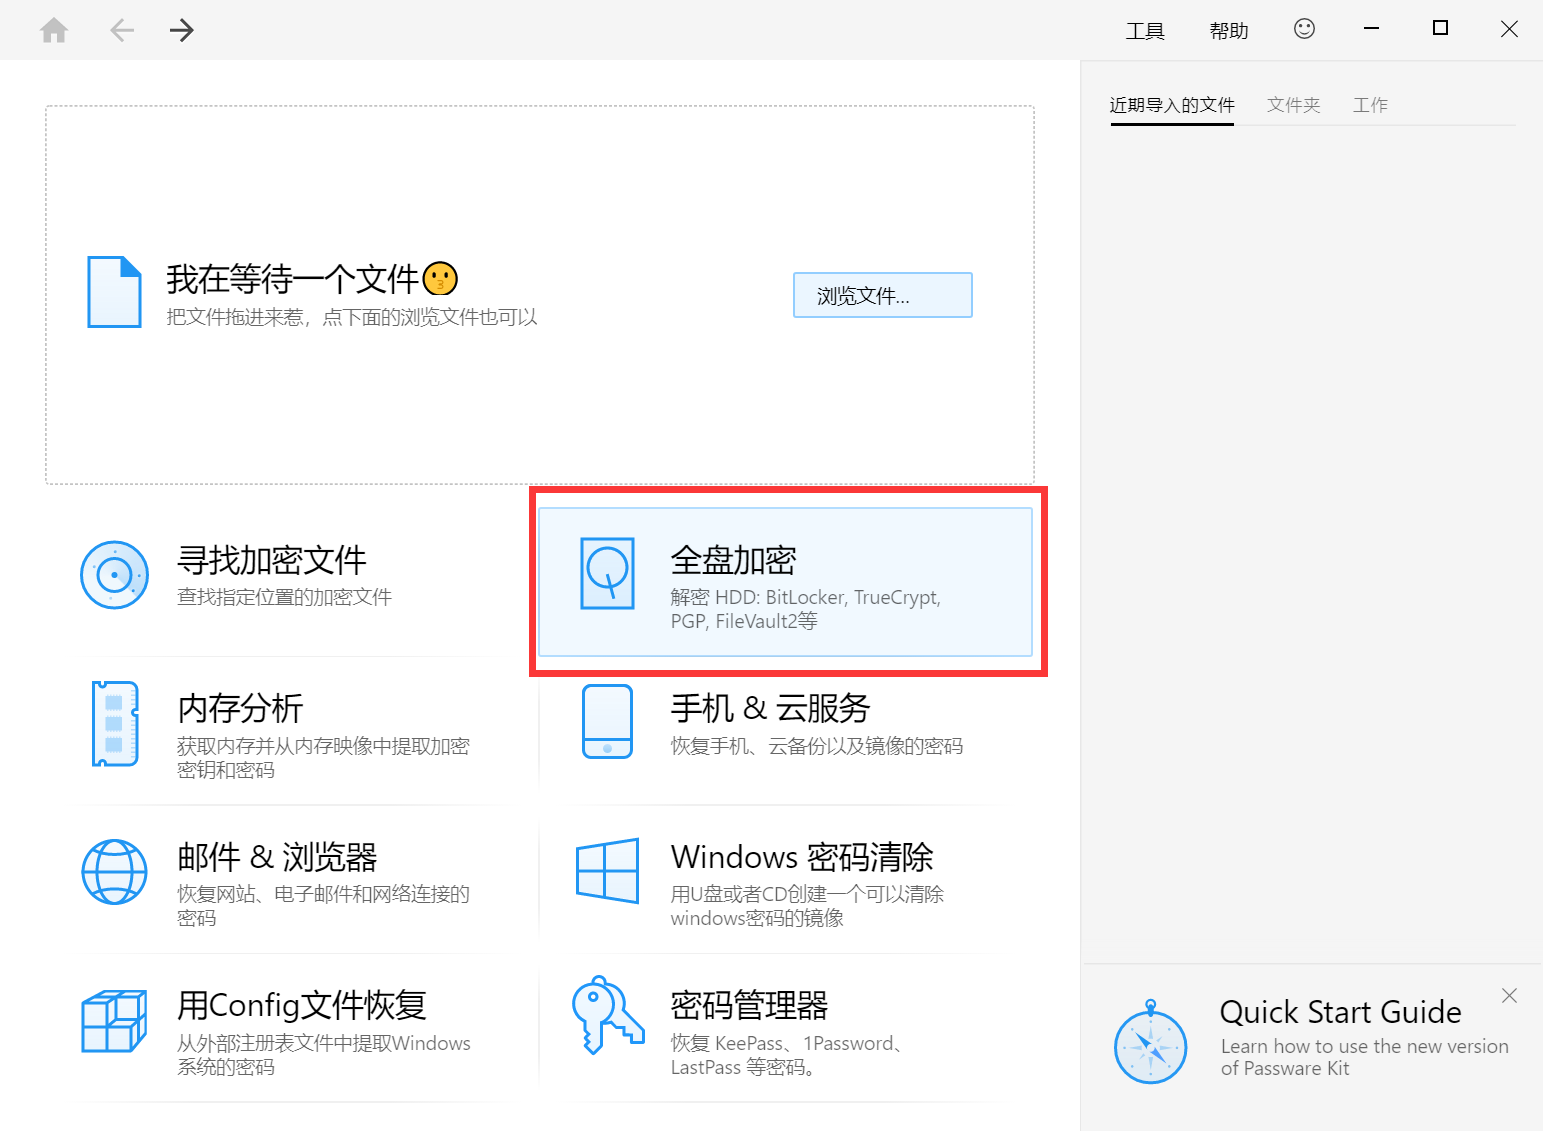 工具 帮助
近期导入的文件 文件夹 工作
我在等待一个文件
把文件拖进来惹，点下面的浏览文件也可以
浏览文件...
寻找加密文件
查找指定位置的加密文件
全盘加密
解密 HDD: BitLocker, TrueCrypt,
PGP, FileVault2等
内存分析
获取内存并从内存映像中提取加密
密钥和密码
手机 & 云服务
恢复手机、云备份以及镜像的密码
邮件 & 浏览器
恢复网站、电子邮件和网络连接的
密码
Windows 密码清除
用U盘或者CD创建一个可以清除
windows密码的镜像
用Config文件恢复
从外部注册表文件中提取Windows
系统的密码
密码管理器
恢复 KeePass、1Password、
LastPass 等密码。
Quick Start Guide
Learn how to use the new version
of Passware Kit